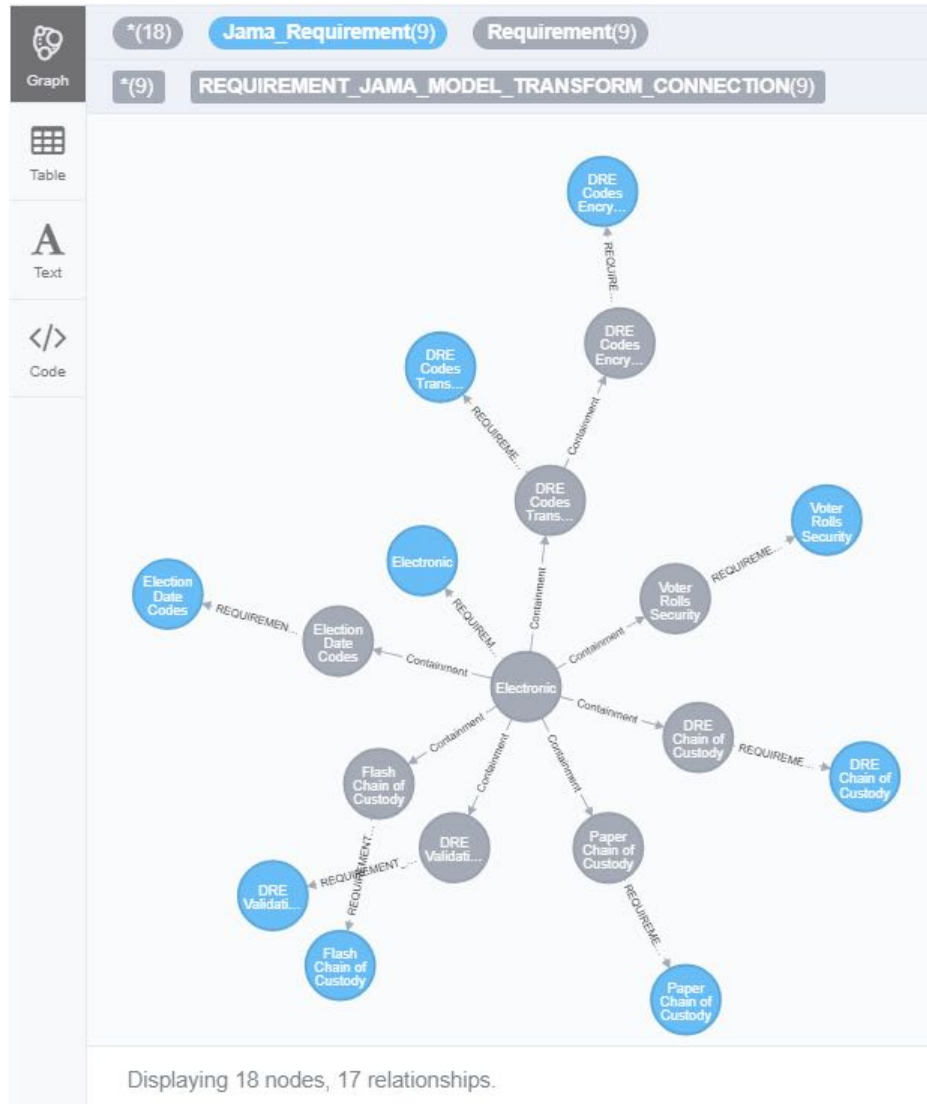 *(18) Jama_Requirement(9) Requirement(9)
*(9) REQUIREMENT_JAMA_MODEL_TRANSFORM_CONNECTION(9)
Graph
Table
Text
Code
DRE
Codes
Encry...
REQUIRE...
DRE
Codes
Encry...
DRE
Codes
Trans...
REQUIREME...
Containment
DRE
Codes
Trans...
Containment
Voter
Rolls
Security
REQUIREME...
Voter
Rolls
Security
Containment
Electronic
REQUIREM...
Election
Date
Codes
REQUIREMEN...
Election
Date
Codes
Containment
Electronic
Containment
DRE
Chain of
Custody
REQUIREME...
DRE
Chain of
Custody
Containment
Flash
Chain of
Custody
REQUIREMENT...
Flash
Chain of
Custody
Containment
DRE
Validati...
REQUIREMENT_...
DRE
Validati...
Containment
Paper
Chain of
Custody
REQUIREME...
Paper
Chain of
Custody
Displaying 18 nodes, 17 relationships.